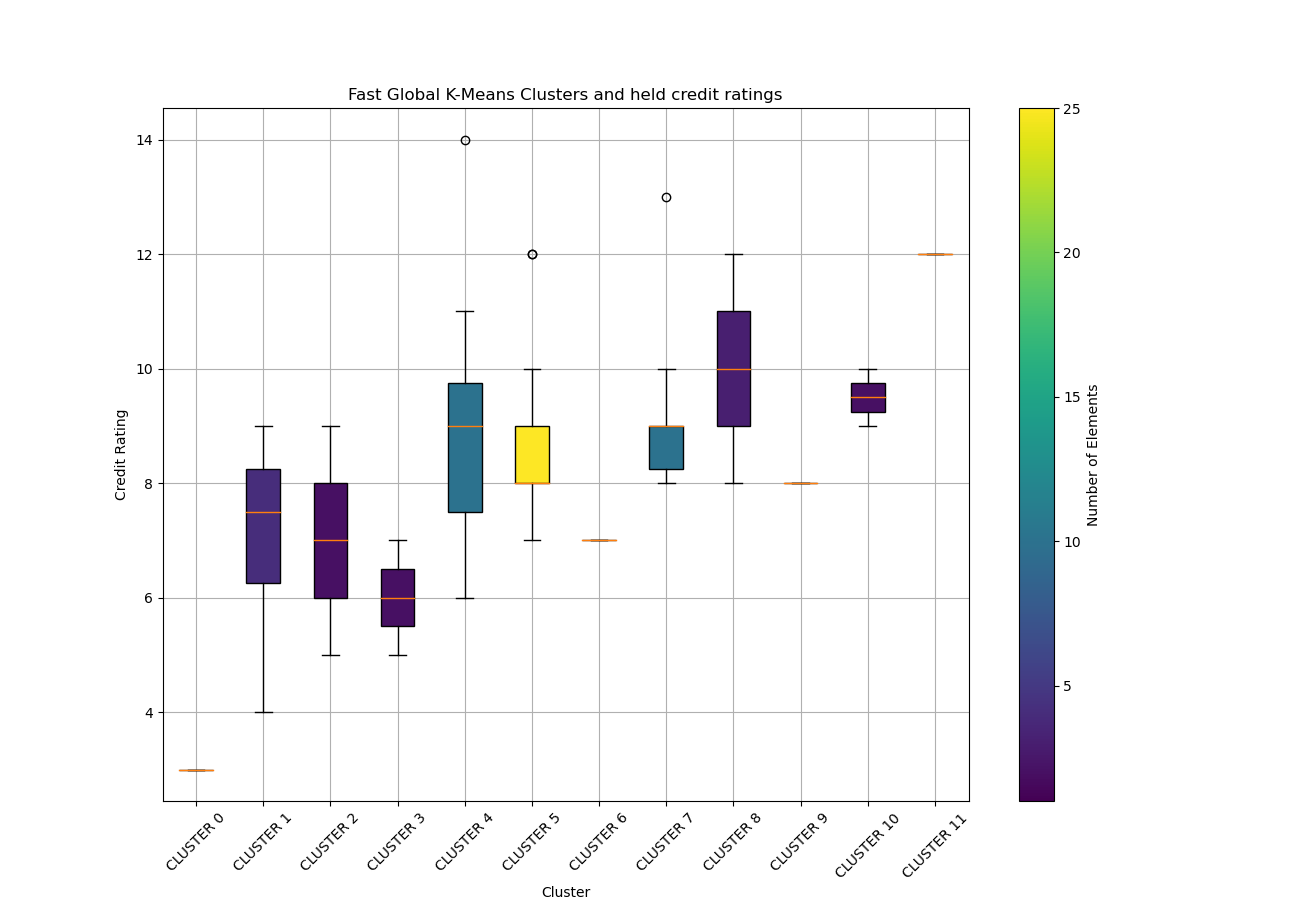 Fast Global K-Means Clusters and held credit ratings
14
12
10
8
6
4
Credit Rating
CLUSTER 0
CLUSTER 1
CLUSTER 2
CLUSTER 3
CLUSTER 4
CLUSTER 5
CLUSTER 6
CLUSTER 7
CLUSTER 8
CLUSTER 9
CLUSTER 10
CLUSTER 11
Cluster
25
20
15
10
5
Number of Elements